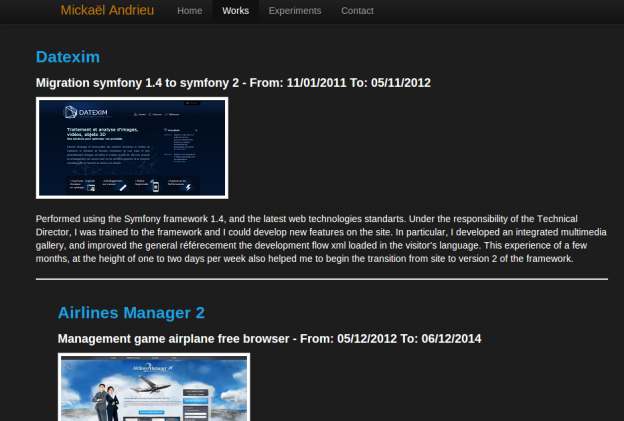 Mickaël Andrieu Home Works Experiments Contact
Datexim
Migration symfony 1.4 to symfony 2 - From: 11/01/2011 To: 05/11/2012
DATEXIM
Traitement et analyse d'images,
vidéos, objets 3D
Performed using the Symfony framework 1.4, and the latest web technologies standarts. Under the responsibility of the Technical
Director, I was trained to the framework and I could develop new features on the site. In particular, I developed an integrated multimedia
gallery, and improved the general référecement the development flow xml loaded in the visitor's language. This experience of a few
months, at the height of one to two days per week also helped me to begin the transition from site to version 2 of the framework.
Airlines Manager 2
Management game airplane free browser - From: 05/12/2012 To: 06/12/2014
Airlines Manager